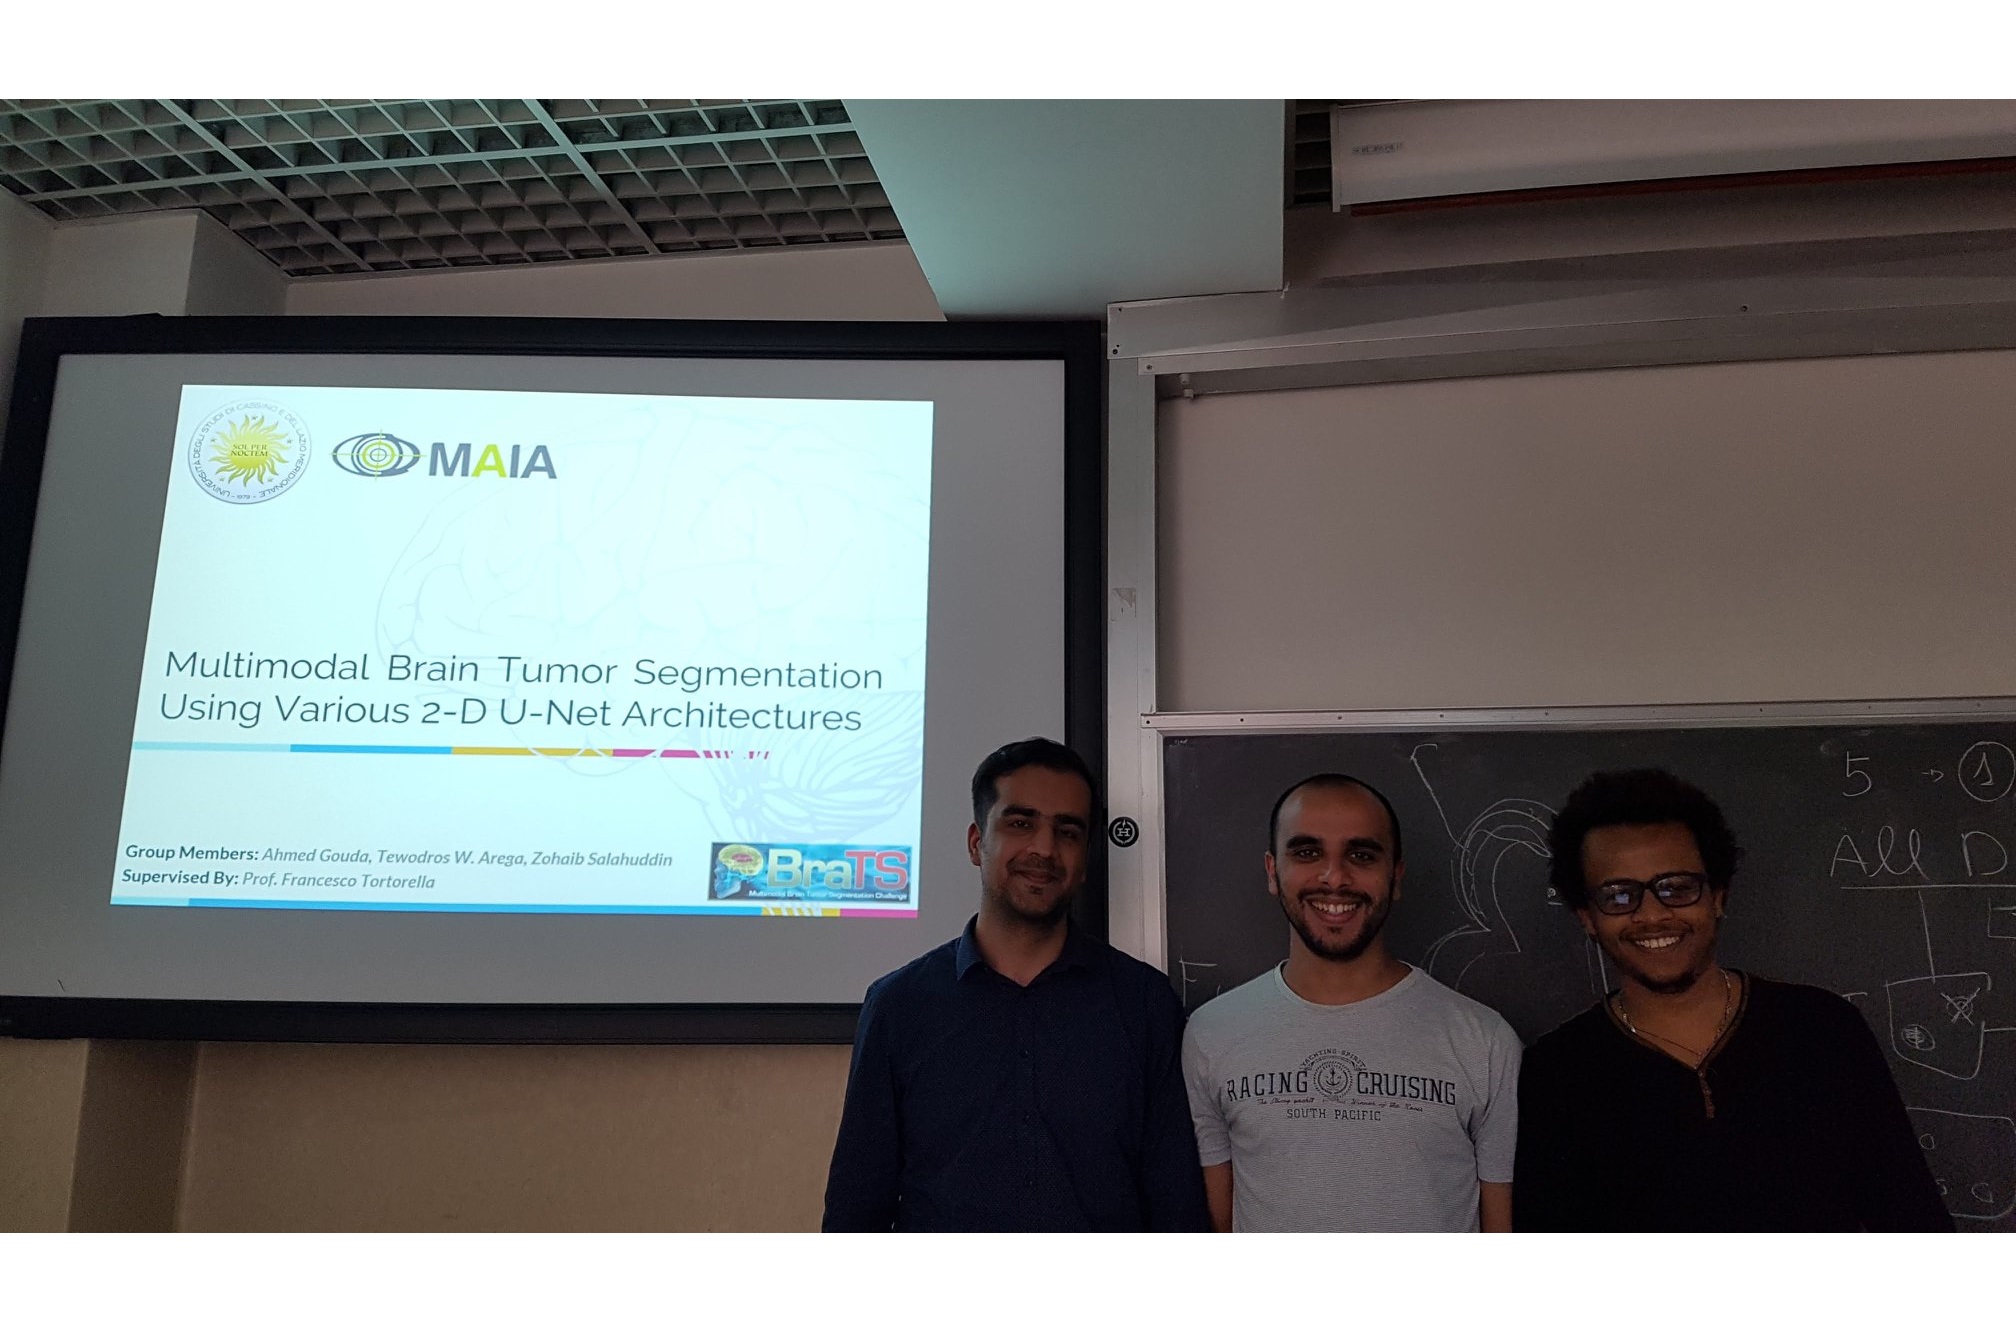 UNIVERSITÀ DEGLI STUDI DI CASSINO E DEL LAZIO MERIDIONALE
SOL PER
NOCTEM
1979
MAIA
Multimodal Brain Tumor Segmentation
Using Various 2-D U-Net Architectures
Group Members: Ahmed Gouda, Tewodros W. Arega, Zohaib Salahuddin
Supervised By: Prof. Francesco Tortorella
BraTS
Multimodal Brain Tumor Segmentation Challenge
H
5 → 1
All D
F
YACHTING SPIRIT
RACING CRUISING
SOUTH PACIFIC